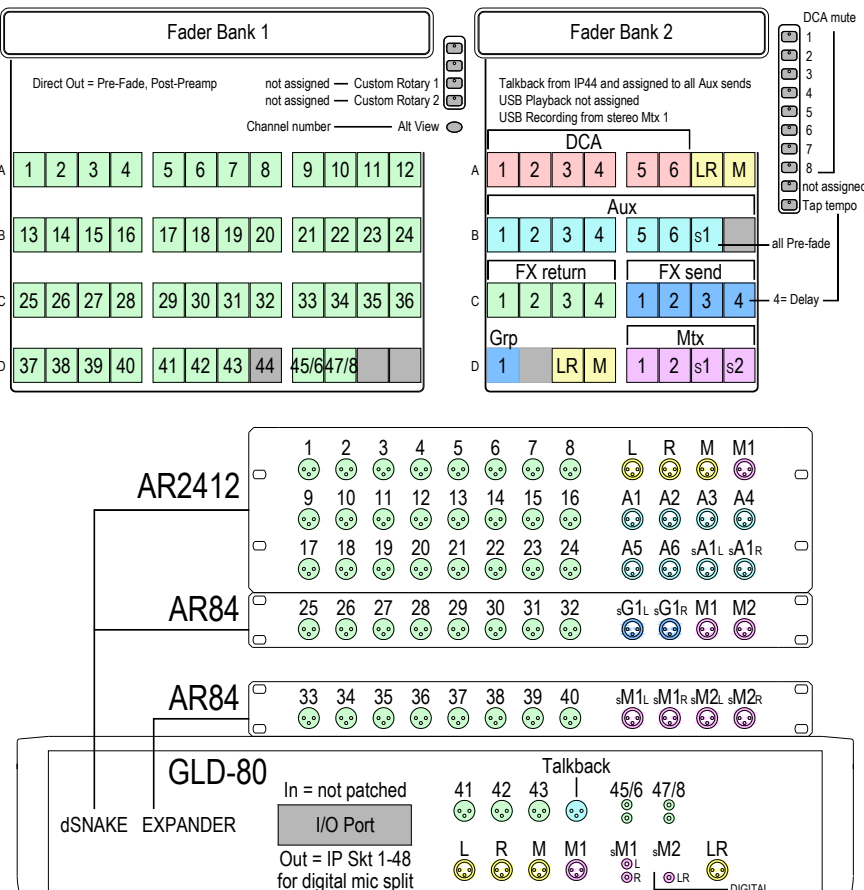 Fader Bank 1
Direct Out = Pre-Fade, Post-Preamp
not assigned — Custom Rotary 1
not assigned — Custom Rotary 2
Channel number —— Alt View
A 1 2 3 4 5 6 7 8 9 10 11 12
B 13 14 15 16 17 18 19 20 21 22 23 24
C 25 26 27 28 29 30 31 32 33 34 35 36
D 37 38 39 40 41 42 43 44 45/6 47/8
Fader Bank 2
Talkback from IP44 and assigned to all Aux sends
USB Playback not assigned
USB Recording from stereo Mtx 1
DCA
A 1 2 3 4 5 6 LR M
Aux
B 1 2 3 4 5 6 s1
all Pre-fade
FX return FX send
C 1 2 3 4 1 2 3 4
4= Delay
Grp Mtx
D 1 LR M 1 2 s1 s2
DCA mute
1
2
3
4
5
6
7
8
not assigned
Tap tempo
AR2412
1 2 3 4 5 6 7 8 L R M M1
9 10 11 12 13 14 15 16 A1 A2 A3 A4
17 18 19 20 21 22 23 24 A5 A6 sA1L sA1R
AR84
25 26 27 28 29 30 31 32 sG1L sG1R M1 M2
AR84
33 34 35 36 37 38 39 40 sM1L sM1R sM2L sM2R
GLD-80
dSNAKE EXPANDER
In = not patched
I/O Port
Out = IP Skt 1-48
for digital mic split
Talkback
41 42 43 45/6 47/8
L R M M1 sM1 sM2 LR
L
R LR
DIGITAL